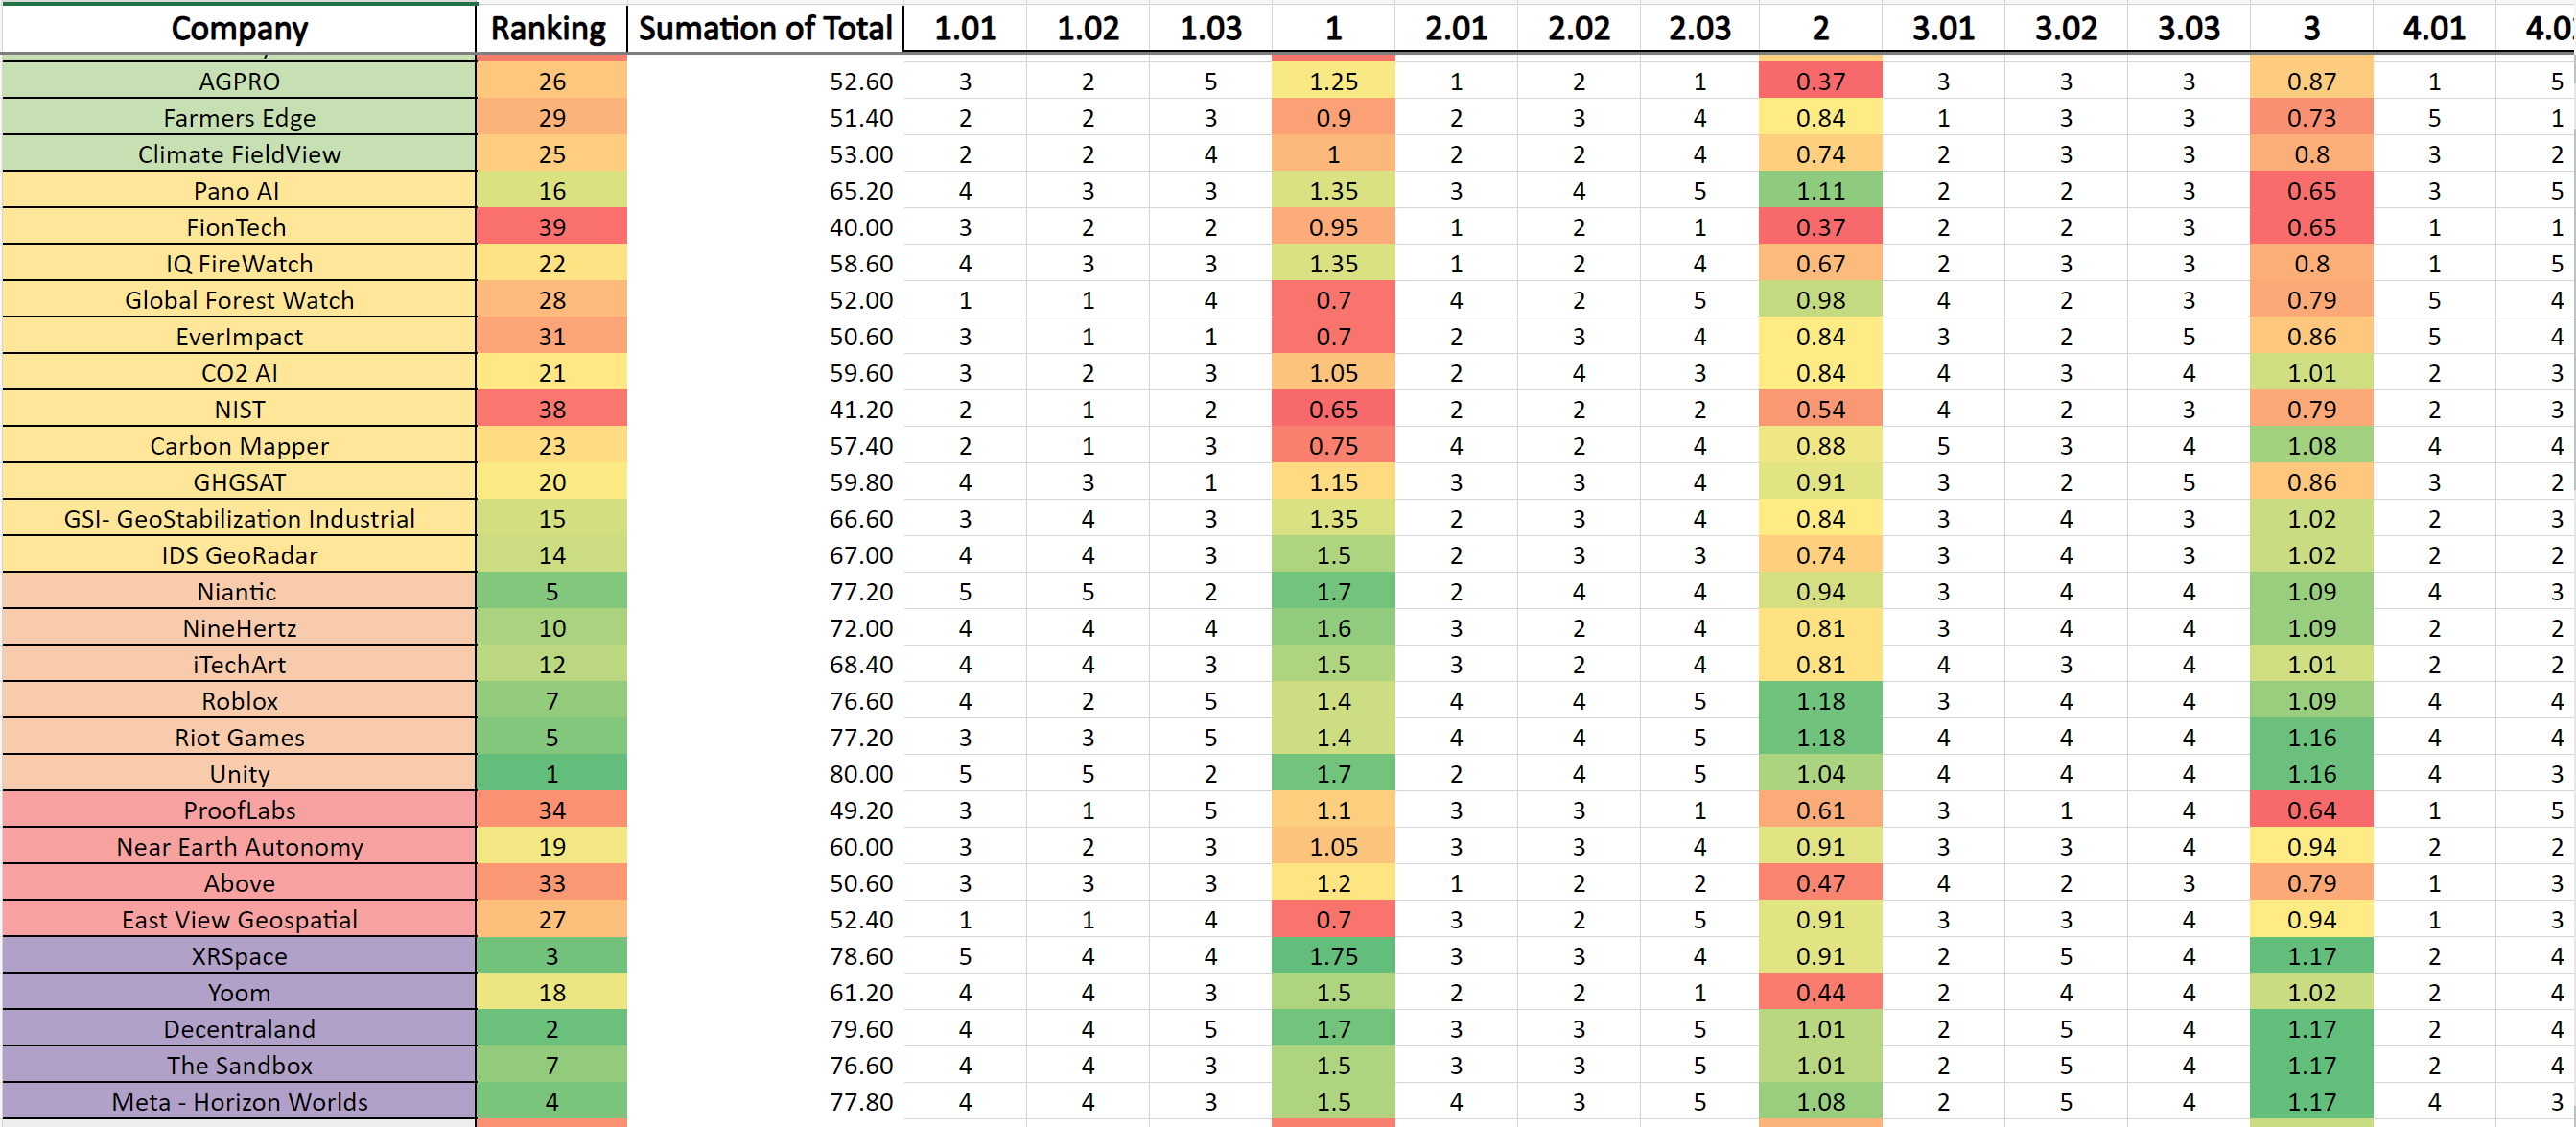 Company Ranking Sumation of Total 1.01 1.02 1.03 1 2.01 2.02 2.03 2 3.01 3.02 3.03 3 4.01
AGPRO 26 52.60 3 2 5 1.25 1 2 1 0.37 3 3 3 0.87 1 5
Farmers Edge 29 51.40 2 2 3 0.9 2 3 4 0.84 1 3 3 0.73 5 1
Climate FieldView 25 53.00 2 2 4 1 2 2 4 0.74 2 3 3 0.8 3 2
Pano AI 16 65.20 4 3 3 1.35 3 4 5 1.11 2 2 3 0.65 3 5
FionTech 39 40.00 3 2 2 0.95 1 2 1 0.37 2 2 3 0.65 1 1
IQ FireWatch 22 58.60 4 3 3 1.35 1 2 4 0.67 2 3 3 0.8 1 5
Global Forest Watch 28 52.00 1 1 4 0.7 4 2 5 0.98 4 2 3 0.79 5 4
EverImpact 31 50.60 3 1 1 0.7 2 3 4 0.84 3 2 5 0.86 5 4
CO2 AI 21 59.60 3 2 3 1.05 2 4 3 0.84 4 3 4 1.01 2 3
NIST 38 41.20 2 1 2 0.65 2 2 2 0.54 4 2 3 0.79 2 3
Carbon Mapper 23 57.40 2 1 3 0.75 4 2 4 0.88 5 3 4 1.08 4 4
GHGSAT 20 59.80 4 3 1 1.15 3 3 4 0.91 3 2 5 0.86 3 2
GSI- GeoStabilization Industrial 15 66.60 3 4 3 1.35 2 3 4 0.84 3 4 3 1.02 2 3
IDS GeoRadar 14 67.00 4 4 3 1.5 2 3 3 0.74 3 4 3 1.02 2 2
Niantic 5 77.20 5 5 2 1.7 2 4 4 0.94 3 4 4 1.09 4 3
NineHertz 10 72.00 4 4 4 1.6 3 2 4 0.81 3 4 4 1.09 2 2
iTechArt 12 68.40 4 4 3 1.5 3 2 4 0.81 4 3 4 1.01 2 2
Roblox 7 76.60 4 2 5 1.4 4 4 5 1.18 3 4 4 1.09 4 4
Riot Games 5 77.20 3 3 5 1.4 4 4 5 1.18 4 4 4 1.16 4 4
Unity 1 80.00 5 5 2 1.7 2 4 5 1.04 4 4 4 1.16 4 3
ProofLabs 34 49.20 3 1 5 1.1 3 3 1 0.61 3 1 4 0.64 1 5
Near Earth Autonomy 19 60.00 3 2 3 1.05 3 3 4 0.91 3 3 4 0.94 2 2
Above 33 50.60 3 3 3 1.2 1 2 2 0.47 4 2 3 0.79 1 3
East View Geospatial 27 52.40 1 1 4 0.7 3 2 5 0.91 3 3 4 0.94 1 3
XRSpace 3 78.60 5 4 4 1.75 3 3 4 0.91 2 5 4 1.17 2 4
Yoom 18 61.20 4 4 3 1.5 2 2 1 0.44 2 4 4 1.02 2 4
Decentraland 2 79.60 4 4 5 1.7 3 3 5 1.01 2 5 4 1.17 2 4
The Sandbox 7 76.60 4 4 3 1.5 3 3 5 1.01 2 5 4 1.17 2 4
Meta - Horizon Worlds 4 77.80 4 4 3 1.5 4 3 5 1.08 2 5 4 1.17 4 3